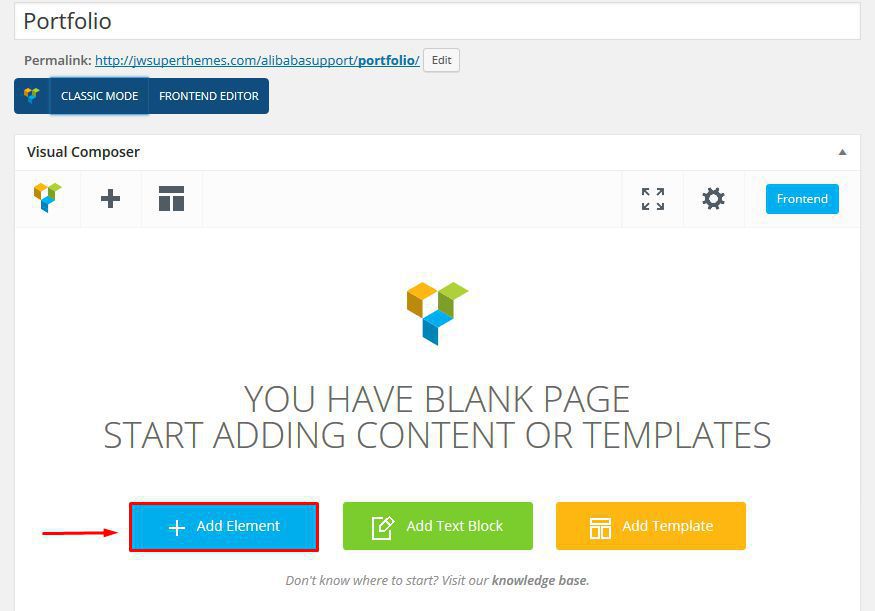 Portfolio
Permalink: http://jwsuperthemes.com/alibabasupport/portfolio/ Edit
CLASSIC MODE FRONTEND EDITOR
Visual Composer
Frontend
YOU HAVE BLANK PAGE
START ADDING CONTENT OR TEMPLATES
Add Element Add Text Block Add Template
Don't know where to start? Visit our knowledge base.